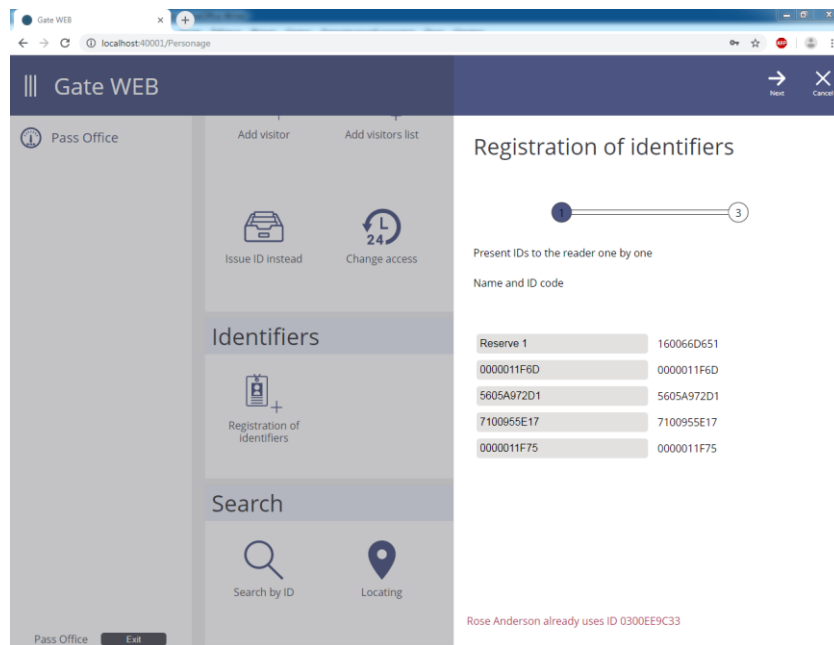 Gate WEB
localhost:40001/Personage
ABP
Gate WEB
Next
Cancel
Pass Office
Add visitor
Add visitors list
Issue ID instead
24
Change access
Identifiers
Registration of
identifiers
Search
Search by ID
Locating
Pass Office
Exit
Registration of identifiers
1
3
Present IDs to the reader one by one
Name and ID code
Reserve 1 160066D651
0000011F6D 0000011F6D
5605A972D1 5605A972D1
7100955E17 7100955E17
0000011F75 0000011F75
Rose Anderson already uses ID 0300EE9C33